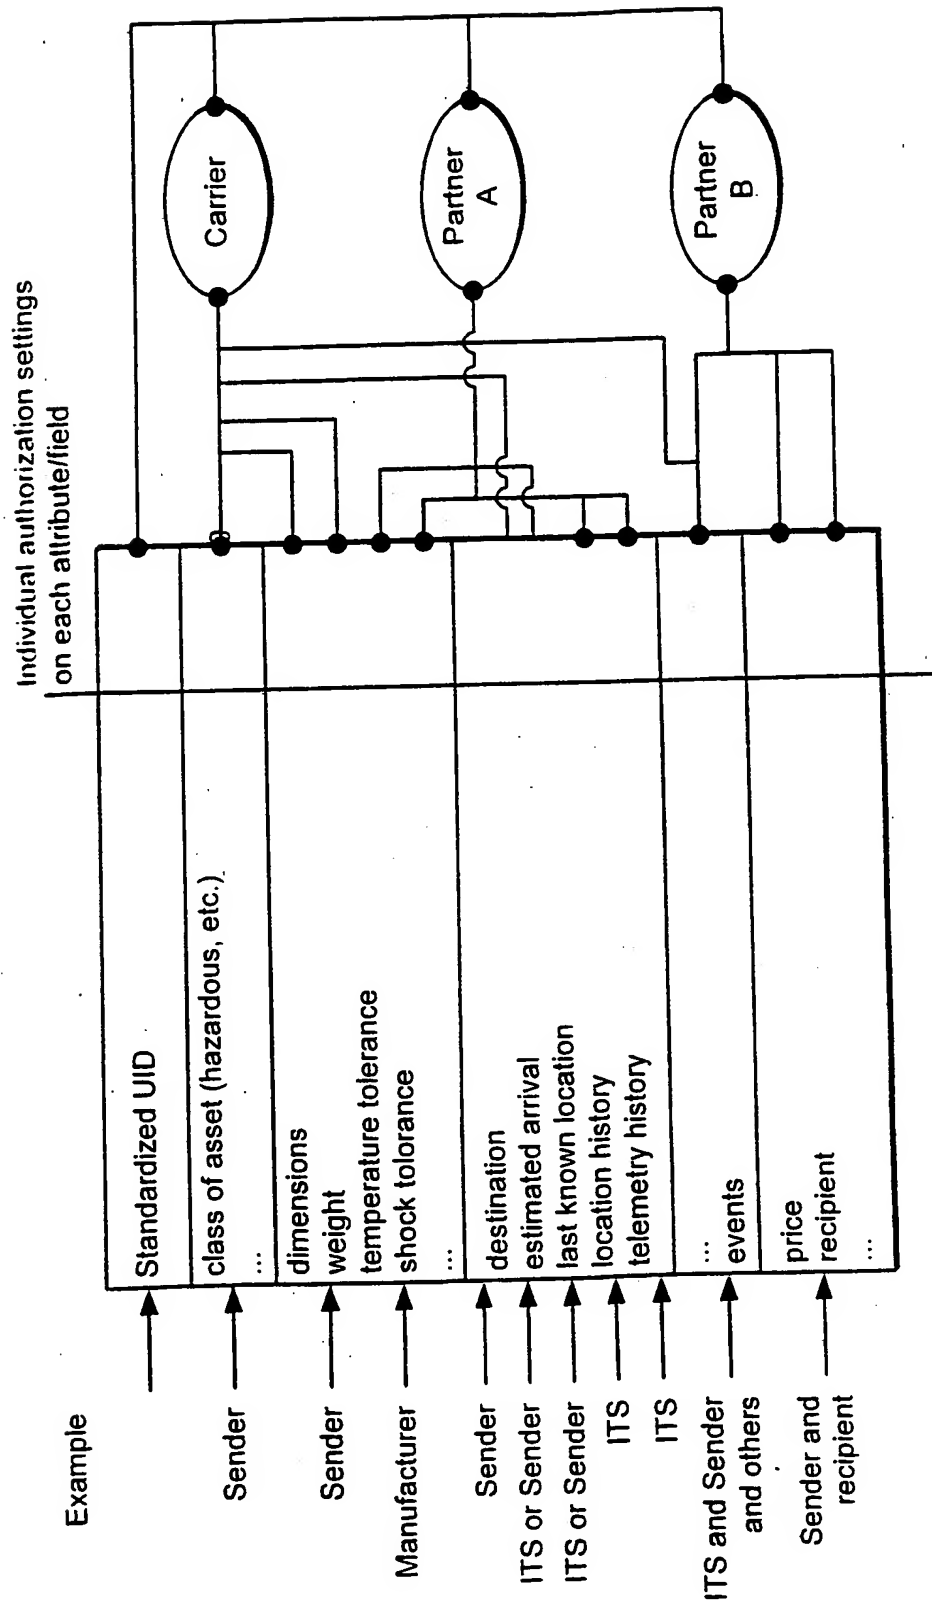 Example
Individual authorization settings
on each attribute/field
Sender
Sender
Manufacturer
Sender
ITS or Sender
ITS or Sender
ITS
ITS
ITS and Sender
and others
Sender and
recipient
Standardized UID
class of asset (hazardous, etc.)
...
dimensions
weight
temperature tolerance
shock tolorance
...
destination
estimated arrival
last known location
location history
telemetry history
...
events
price
recipient
...
Carrier
Partner
A
Partner
B